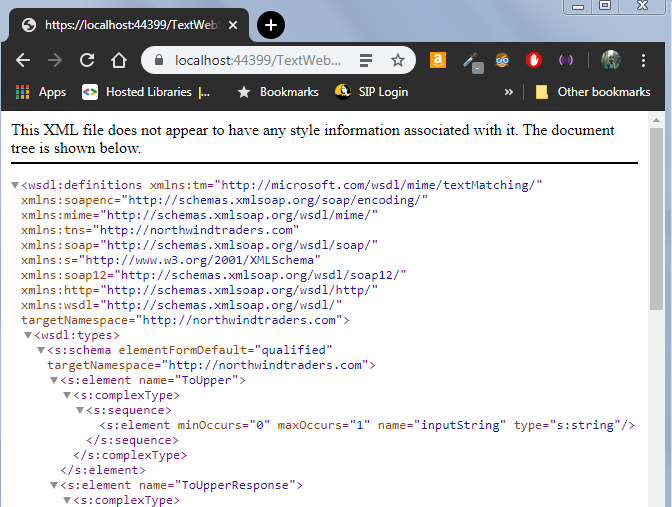 https://localhost:44399/TextWeb
localhost:44399/TextWeb...
Apps Hosted Libraries |... Bookmarks SIP Login » Other bookmarks
This XML file does not appear to have any style information associated with it. The document
tree is shown below.
▼<wsdl:definitions xmlns:tm="http://microsoft.com/wsdl/mime/textMatching/"
xmlns:soapenc="http://schemas.xmlsoap.org/soap/encoding/"
xmlns:mime="http://schemas.xmlsoap.org/wsdl/mime/"
xmlns:tns="http://northwindtraders.com"
xmlns:soap="http://schemas.xmlsoap.org/wsdl/soap/"
xmlns:s="http://www.w3.org/2001/XMLSchema"
xmlns:soap12="http://schemas.xmlsoap.org/wsdl/soap12/"
xmlns:http="http://schemas.xmlsoap.org/wsdl/http/"
xmlns:wsdl="http://schemas.xmlsoap.org/wsdl/"
targetNamespace="http://northwindtraders.com">
▼<wsdl:types>
▼<s:schema elementFormDefault="qualified"
targetNamespace="http://northwindtraders.com">
▼<s:element name="ToUpper">
▼<s:complexType>
▼<s:sequence>
<s:element minOccurs="0" maxOccurs="1" name="inputString" type="s:string"/>
</s:sequence>
</s:complexType>
</s:element>
▼<s:element name="ToUpperResponse">
▼<s:complexType>